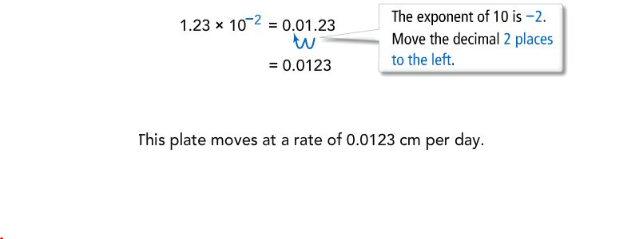 1.23 × 10⁻² = 0.01.23
= 0.0123
The exponent of 10 is −2.
Move the decimal 2 places
to the left.
This plate moves at a rate of 0.0123 cm per day.